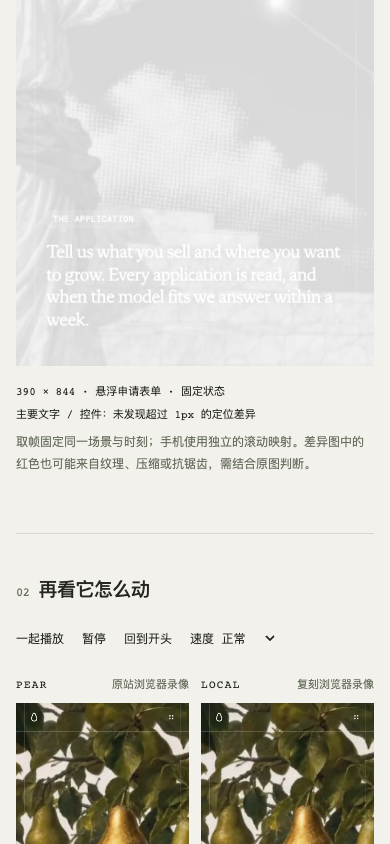 THE APPLICATION
Tell us what you sell and where you want
to grow. Every application is read, and
when the model fits we answer within a
week.
390 × 844 · 悬浮申请表单 · 固定状态
主要文字 / 控件：未发现超过 1px 的定位差异
取帧固定同一场景与时刻；手机使用独立的滚动映射。差异图中的
红色也可能来自纹理、压缩或抗锯齿，需结合原图判断。
02 再看它怎么动
一起播放 暂停 回到开头 速度 正常
PEAR 原站浏览器录像 LOCAL 复刻浏览器录像